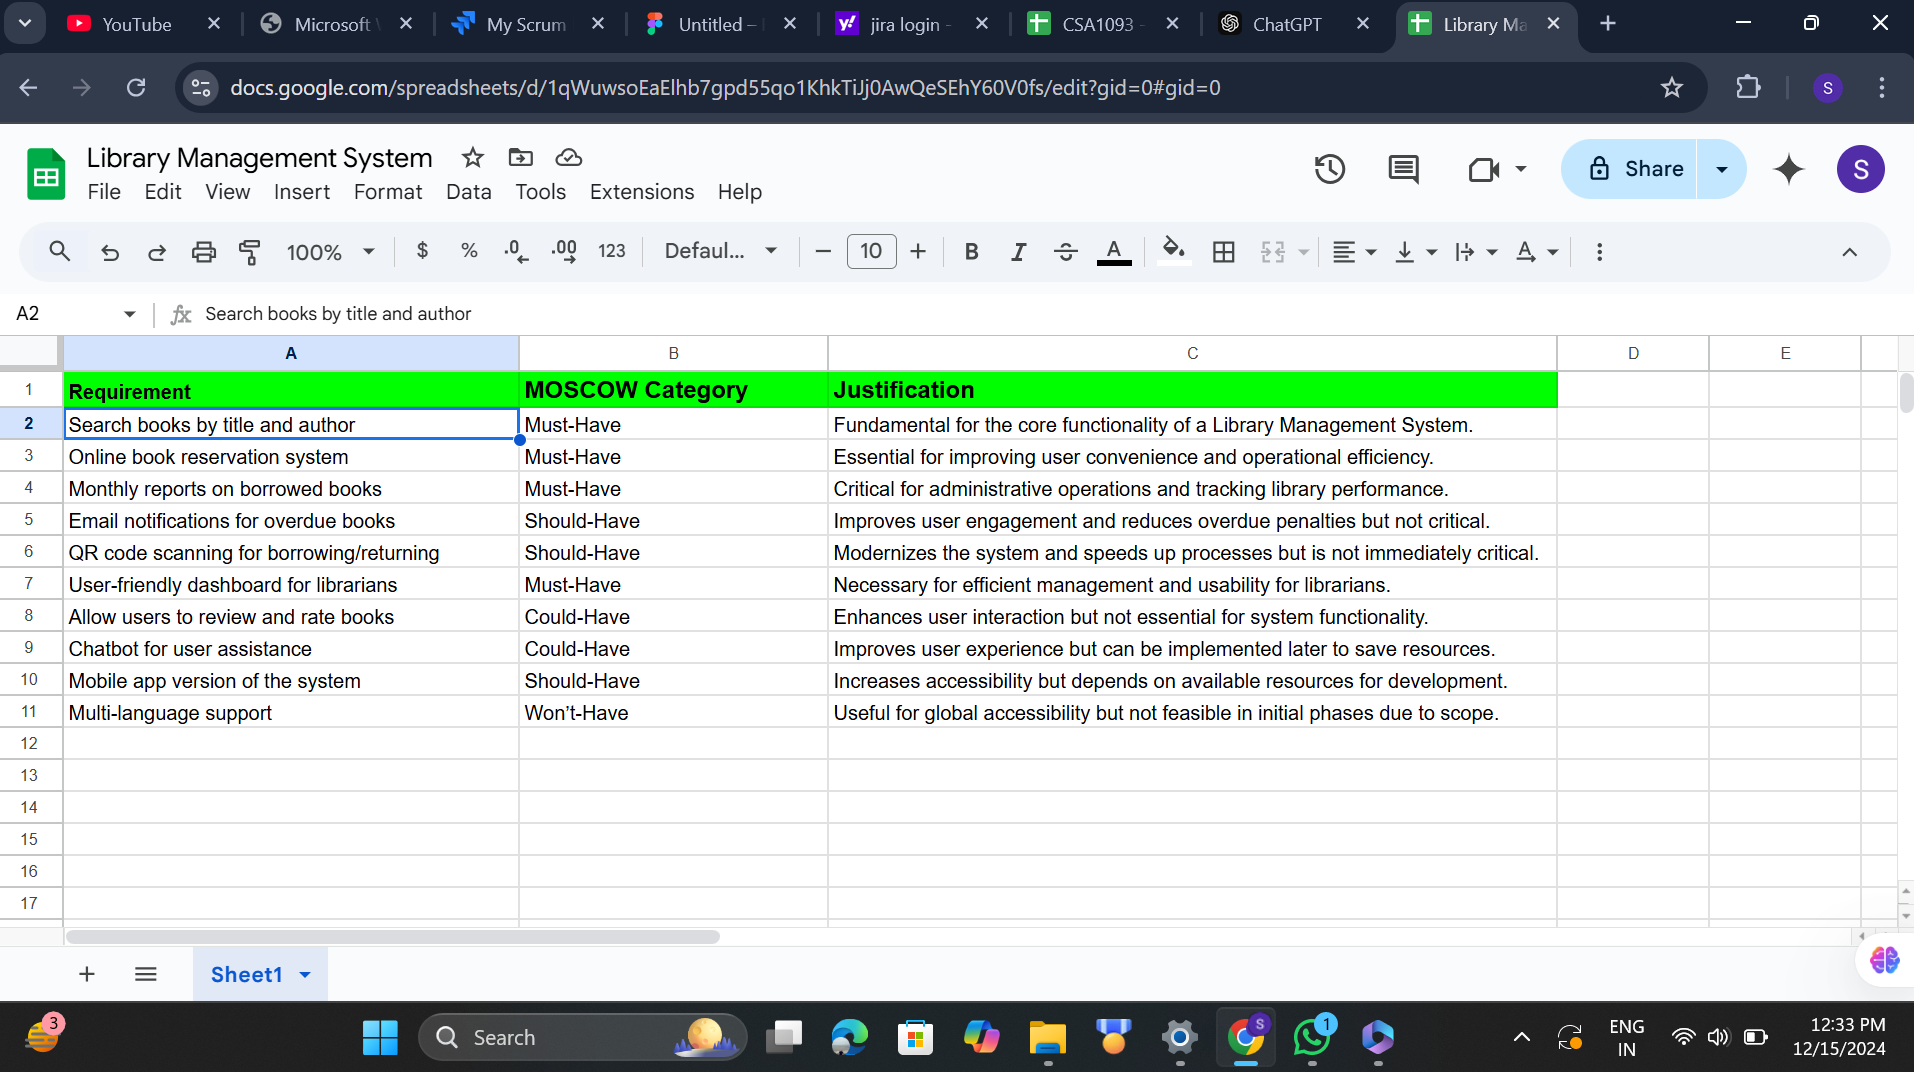 YouTube
Microsoft
My Scrum
Untitled –
jira login -
CSA1093 -
ChatGPT
Library Ma
docs.google.com/spreadsheets/d/1qWuwsoEaElhb7gpd55qo1KhkTiJj0AwQeSEhY60V0fs/edit?gid=0#gid=0
S
Library Management System
File Edit View Insert Format Data Tools Extensions Help
Share
S
100% $ % .0 .00 123 Defaul... 10 B I S A
A2
fx Search books by title and author
A B C D E
1 Requirement MOSCOW Category Justification
2 Search books by title and author Must-Have Fundamental for the core functionality of a Library Management System.
3 Online book reservation system Must-Have Essential for improving user convenience and operational efficiency.
4 Monthly reports on borrowed books Must-Have Critical for administrative operations and tracking library performance.
5 Email notifications for overdue books Should-Have Improves user engagement and reduces overdue penalties but not critical.
6 QR code scanning for borrowing/returning Should-Have Modernizes the system and speeds up processes but is not immediately critical.
7 User-friendly dashboard for librarians Must-Have Necessary for efficient management and usability for librarians.
8 Allow users to review and rate books Could-Have Enhances user interaction but not essential for system functionality.
9 Chatbot for user assistance Could-Have Improves user experience but can be implemented later to save resources.
10 Mobile app version of the system Should-Have Increases accessibility but depends on available resources for development.
11 Multi-language support Won’t-Have Useful for global accessibility but not feasible in initial phases due to scope.
12
13
14
15
16
17
Sheet1
3
Search
S
1
ENG
IN
12:33 PM
12/15/2024